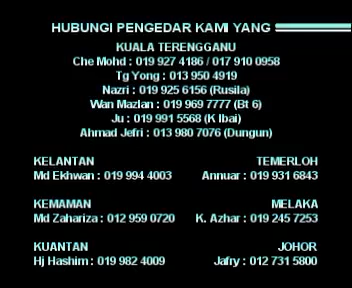 HUBUNGI PENGEDAR KAMI YANG
KUALA TERENGGANU
Che Mohd : 019 927 4186 / 017 910 0958
Tg Yong : 013 950 4919
Nazri : 019 925 6156 (Rusila)
Wan Mazlan : 019 969 7777 (Bt 6)
Ju : 019 991 5568 (K Ibai)
Ahmad Jefri : 013 980 7076 (Dungun)
KELANTAN
Md Ekhwan : 019 994 4003
TEMERLOH
Annuar : 019 931 6843
KEMAMAN
Md Zahariza : 012 959 0720
MELAKA
K. Azhar : 019 245 7253
KUANTAN
Hj Hashim : 019 982 4009
JOHOR
Jafry : 012 731 5800